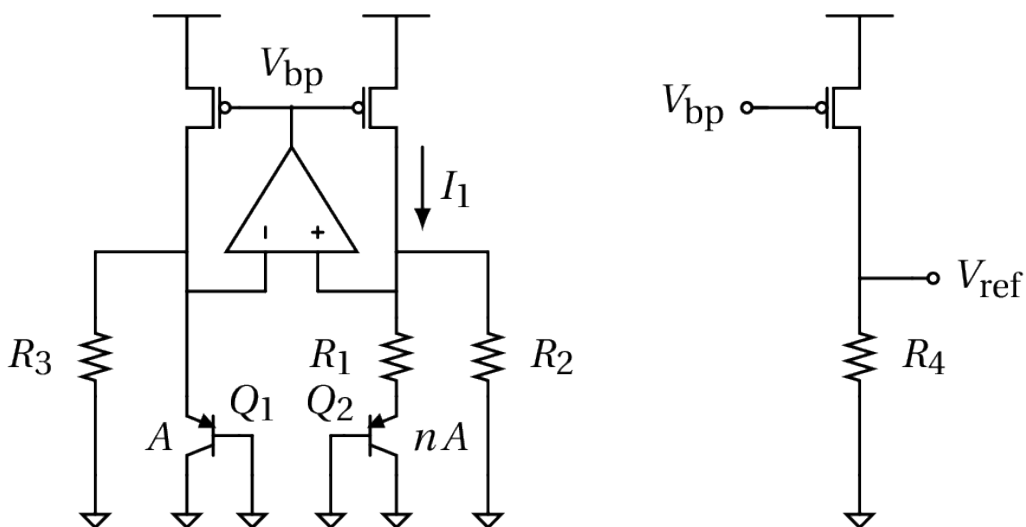 V_bp
V_bp
I_1
- +
V_ref
R_3
R_1
R_2
R_4
Q_1
Q_2
A
nA